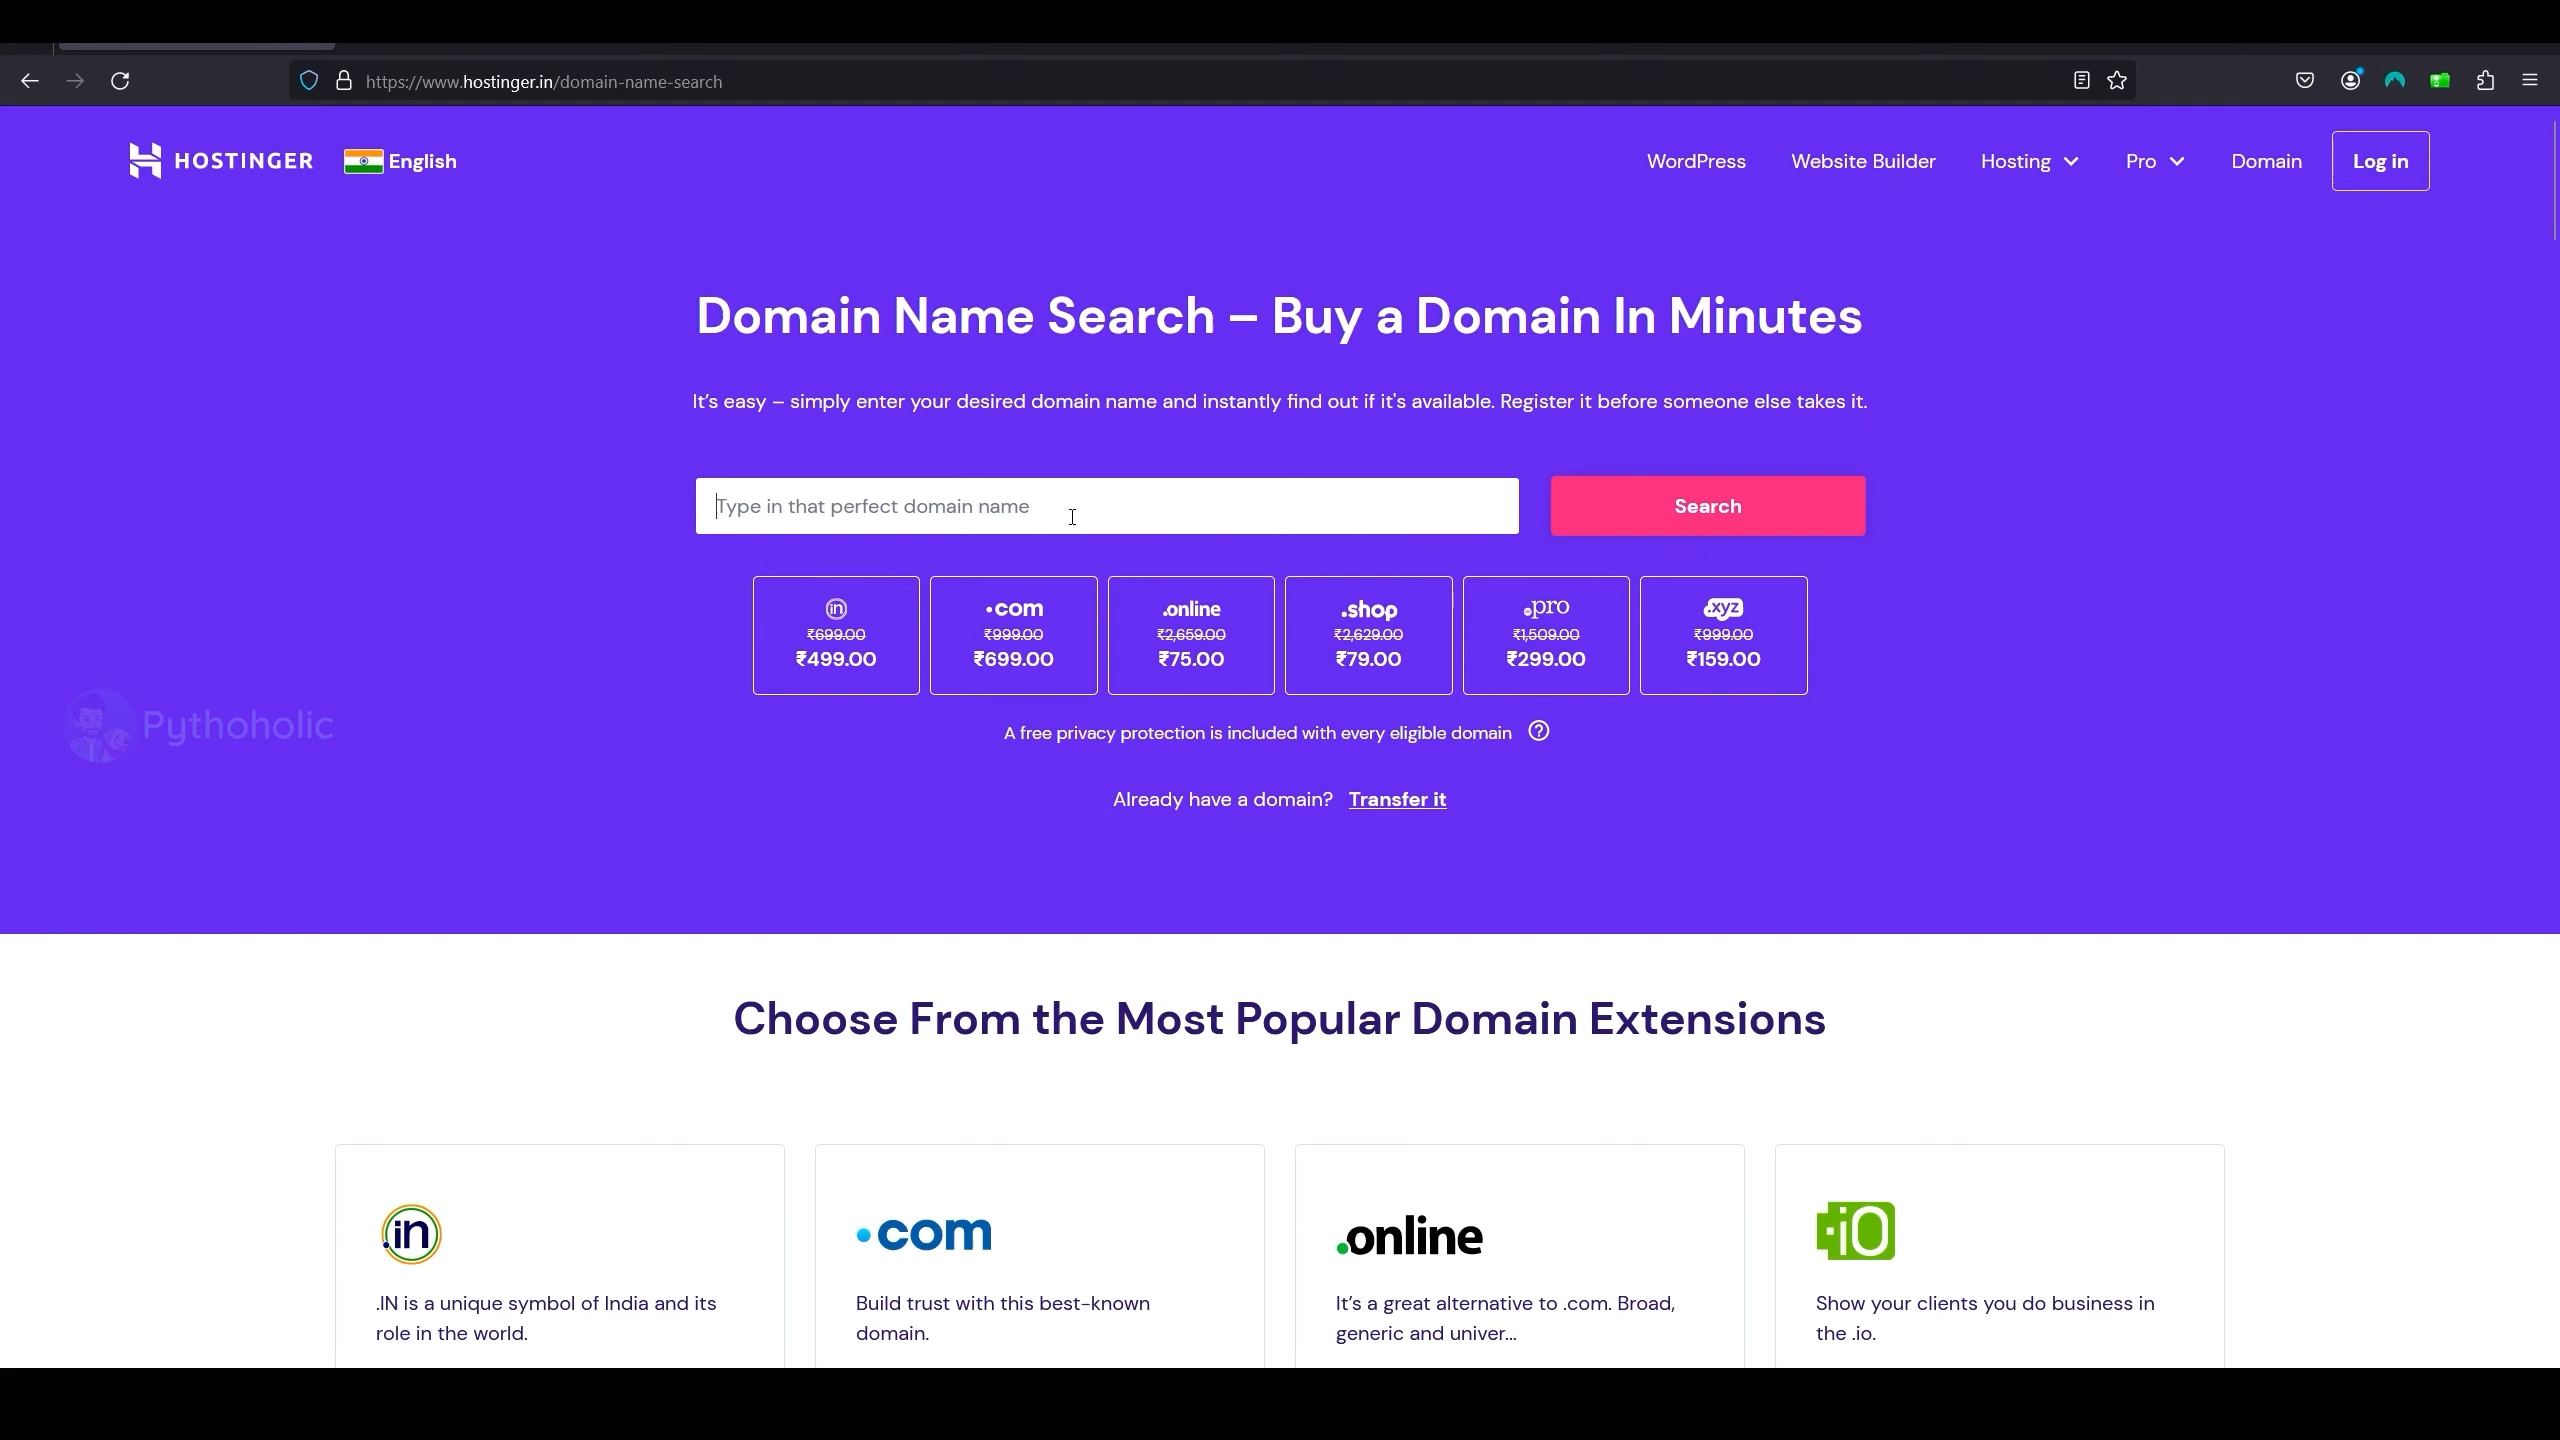 https://www.hostinger.in/domain-name-search
HOSTINGER English WordPress Website Builder Hosting Pro Domain Log in
Domain Name Search – Buy a Domain In Minutes
It's easy – simply enter your desired domain name and instantly find out if it's available. Register it before someone else takes it.
Type in that perfect domain name Search
in .com .online .shop .pro .xyz
₹699.00 ₹999.00 ₹2,659.00 ₹2,629.00 ₹1,509.00 ₹999.00
₹499.00 ₹699.00 ₹75.00 ₹79.00 ₹299.00 ₹159.00
Pythoholic
A free privacy protection is included with every eligible domain ?
Already have a domain? Transfer it
Choose From the Most Popular Domain Extensions
.in
.IN is a unique symbol of India and its
role in the world.
.com
Build trust with this best-known
domain.
.online
It's a great alternative to .com. Broad,
generic and univer...
.iO
Show your clients you do business in
the .io.